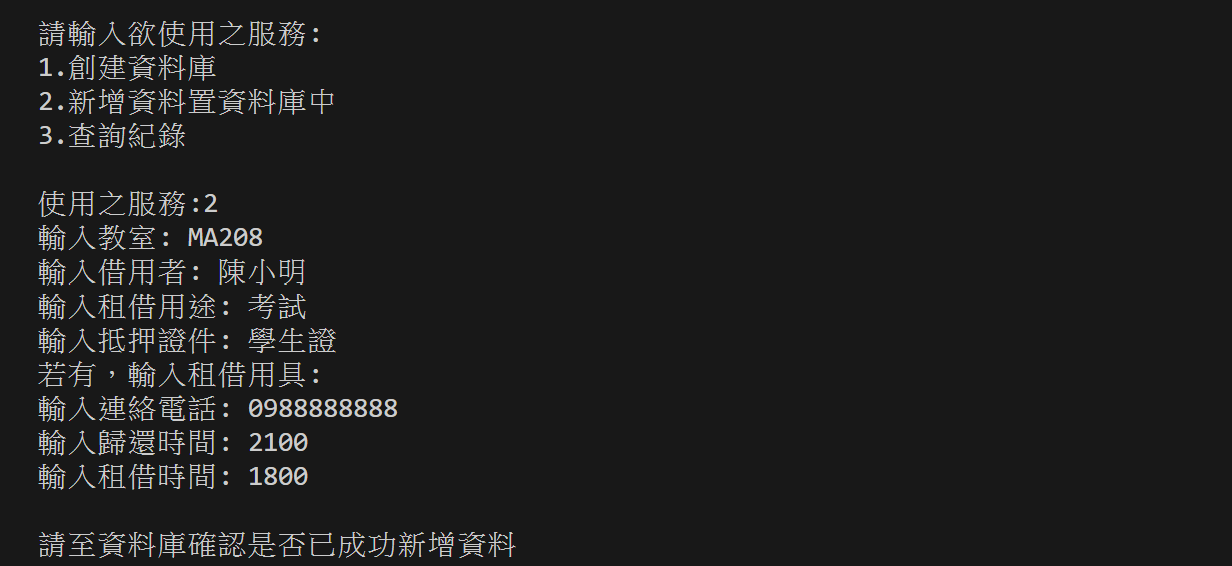 請輸入欲使用之服務:
1.創建資料庫
2.新增資料置資料庫中
3.查詢紀錄
使用之服務:2
輸入教室: MA208
輸入借用者: 陳小明
輸入租借用途: 考試
輸入抵押證件: 學生證
若有，輸入租借用具:
輸入連絡電話: 0988888888
輸入歸還時間: 2100
輸入租借時間: 1800
請至資料庫確認是否已成功新增資料